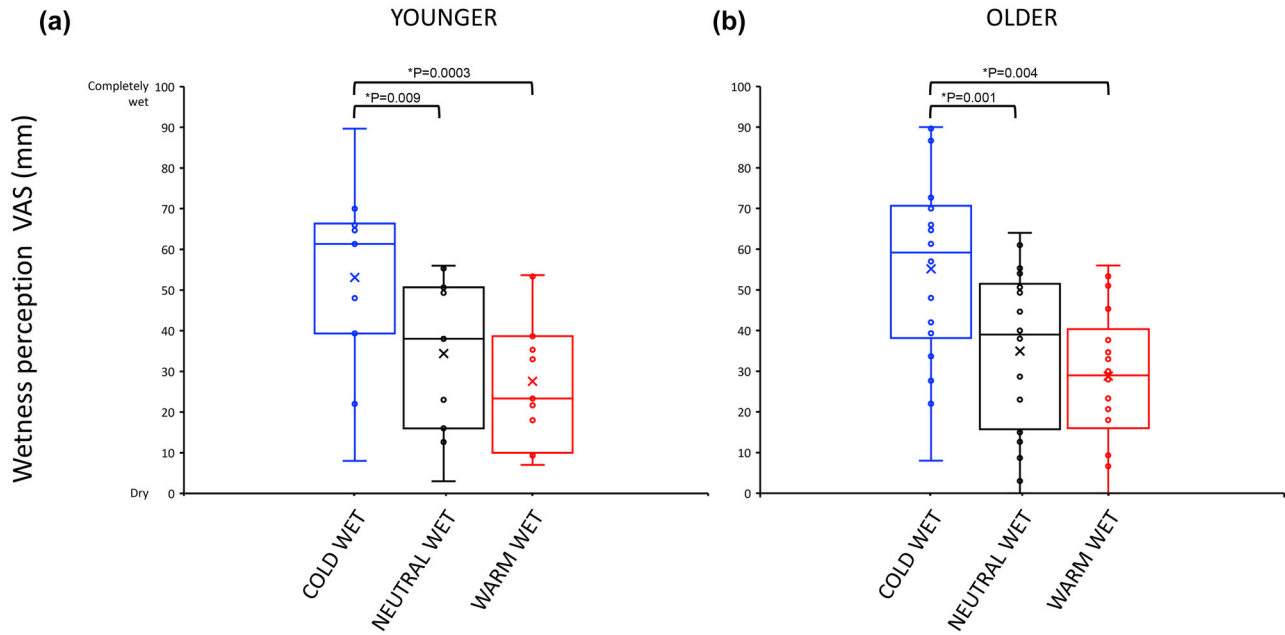 (a)
YOUNGER
Completely
wet
*P=0.0003
*P=0.009
100
90
80
70
60
50
40
30
20
10
0
Dry
Wetness perception VAS (mm)
COLD WET
NEUTRAL WET
WARM WET
(b)
OLDER
*P=0.004
*P=0.001
100
90
80
70
60
50
40
30
20
10
0
COLD WET
NEUTRAL WET
WARM WET